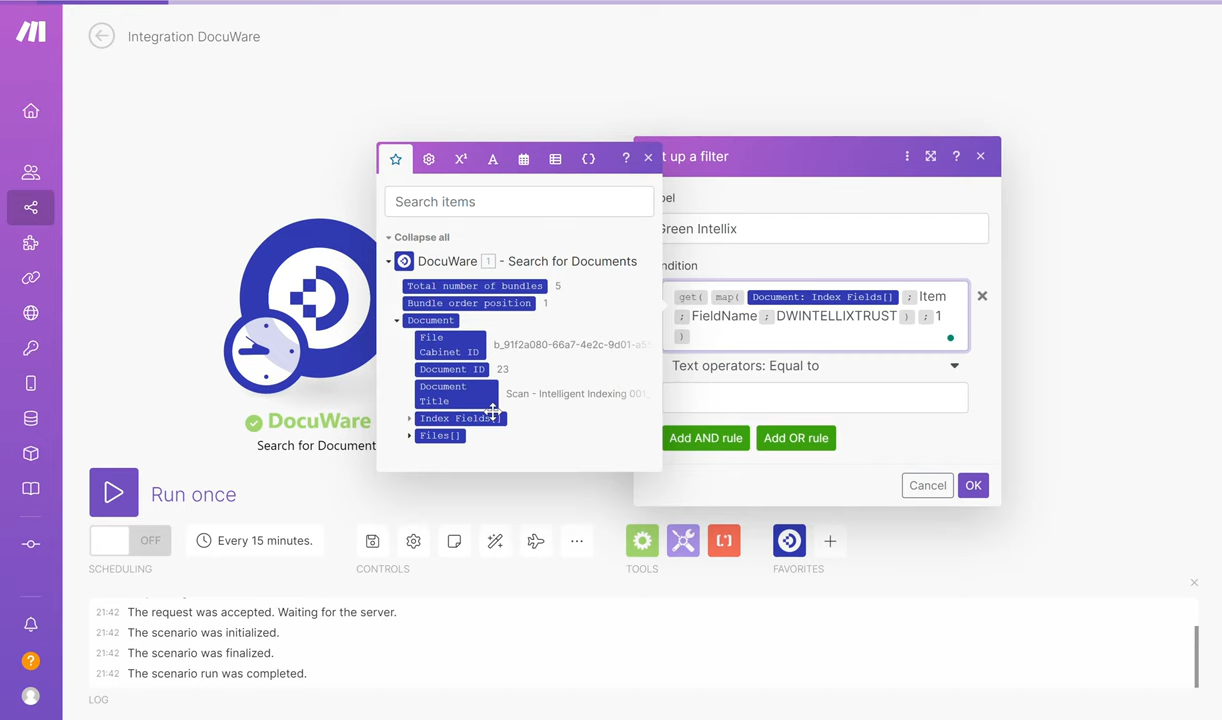 Integration DocuWare
t up a filter
?
?
bel
Green Intellix
ndition
Search items
Collapse all
DocuWare 1 - Search for Documents
Total number of bundles 5
Bundle order position 1
Document
File Cabinet ID b_91f2a080-66a7-4e2c-9d01-a
Document ID 23
Document Title Scan - Intelligent Indexing 001_
Index Fields[]
Files[]
get( map( Document: Index Fields[] ; Item
; FieldName ; DWINTELLIXTRUST ) ; 1
)
Text operators: Equal to
Add AND rule
Add OR rule
Cancel
OK
DocuWare
Search for Document
Run once
OFF
Every 15 minutes.
SCHEDULING
CONTROLS
TOOLS
FAVORITES
21:42 The request was accepted. Waiting for the server.
21:42 The scenario was initialized.
21:42 The scenario was finalized.
21:42 The scenario run was completed.
LOG